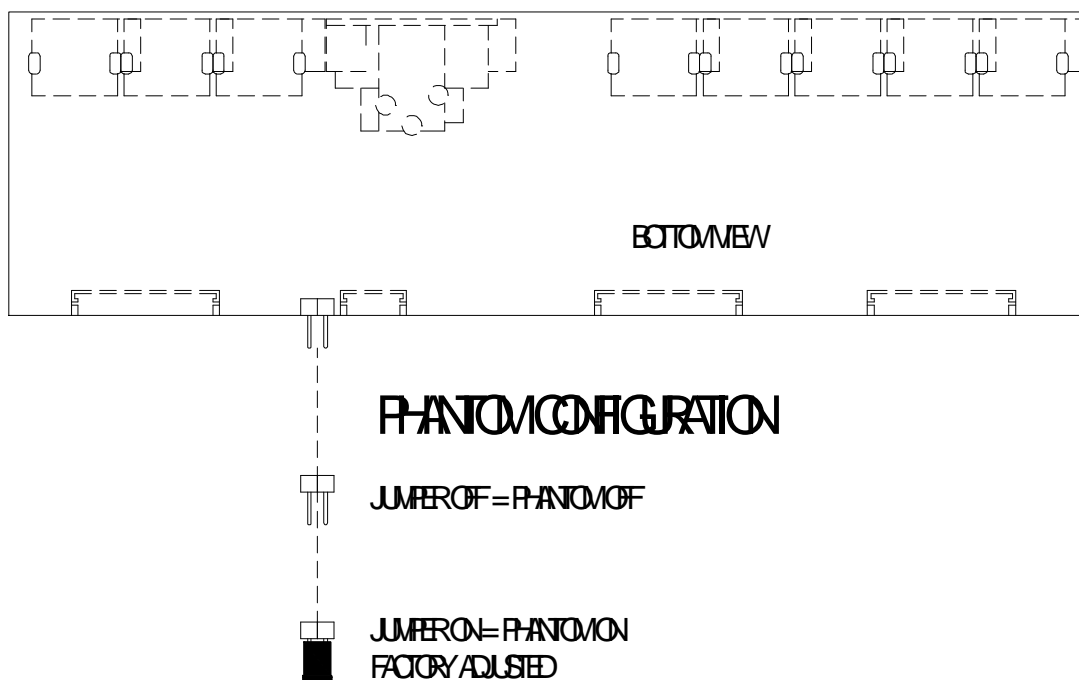 BOTTOM VIEW
PHANTOM CONFIGURATION
JUMPER OFF = PHANTOM OFF
JUMPER ON = PHANTOM ON
FACTORY ADJUSTED